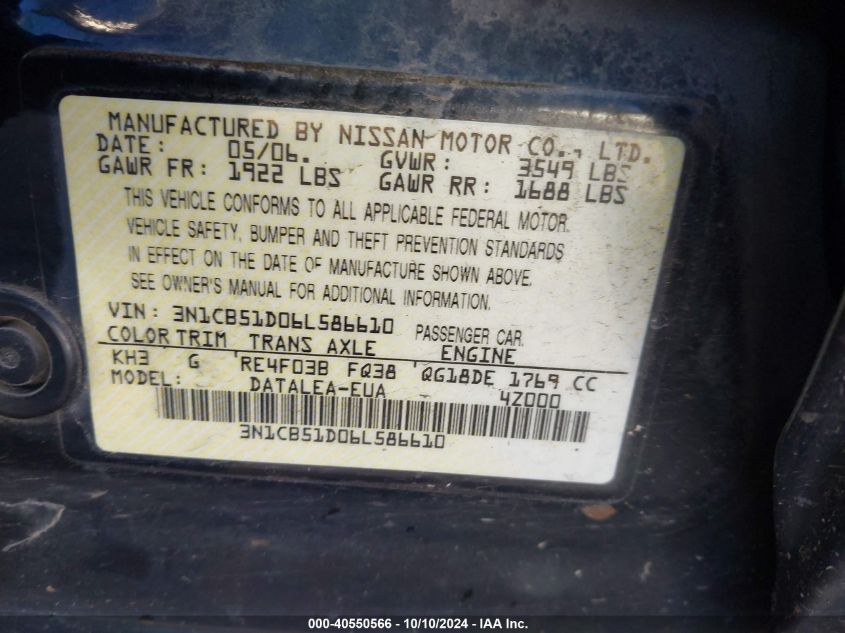 MANUFACTURED BY NISSAN MOTOR CO., LTD.
DATE: 05/06. GVWR: 3549 LBS
GAWR FR: 1922 LBS GAWR RR: 1688 LBS
THIS VEHICLE CONFORMS TO ALL APPLICABLE FEDERAL MOTOR
VEHICLE SAFETY, BUMPER AND THEFT PREVENTION STANDARDS
IN EFFECT ON THE DATE OF MANUFACTURE SHOWN ABOVE.
SEE OWNER'S MANUAL FOR ADDITIONAL INFORMATION.
VIN: 3N1CB51D06L586610 PASSENGER CAR.
COLOR TRIM TRANS AXLE ENGINE
KH3 G RE4F03B FQ38 QG18DE 1769 CC
MODEL: DATALEA-EUA 4Z000
3N1CB51D06L586610
000-40550566 - 10/10/2024 - IAA Inc.